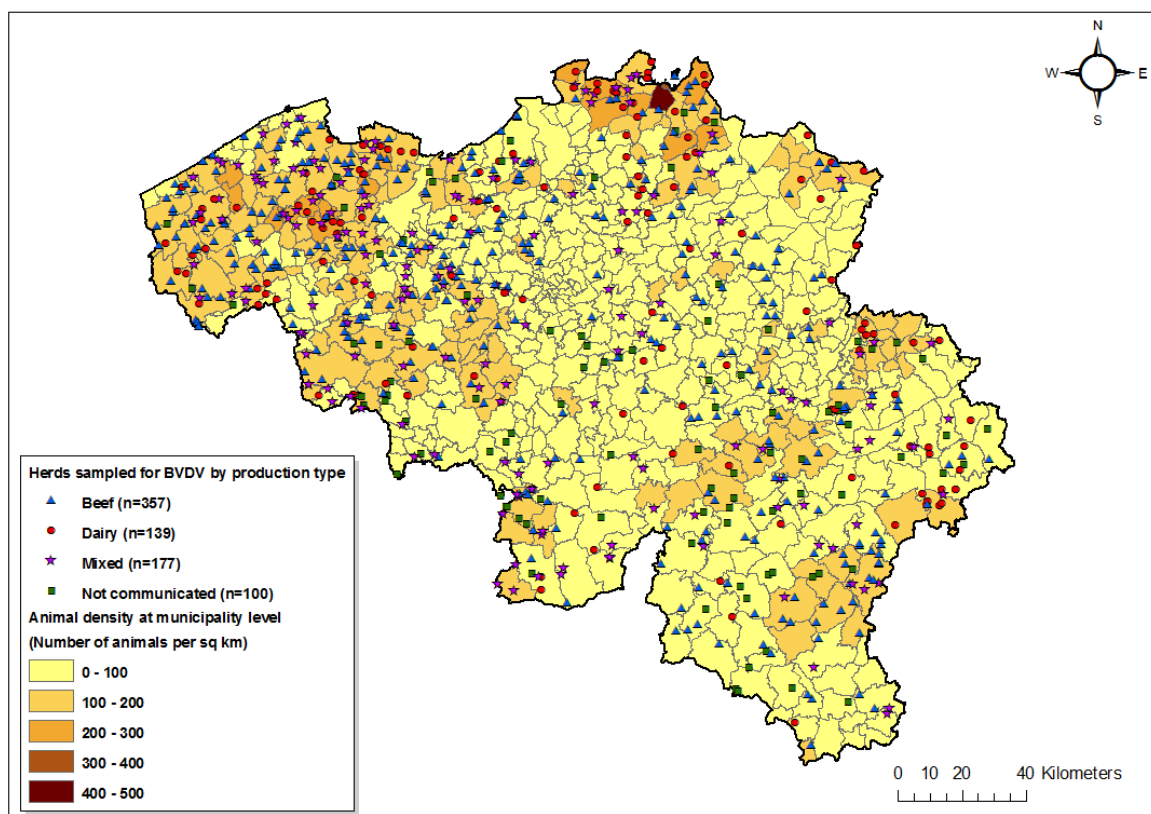 N
W E
S
Herds sampled for BVDV by production type
Beef (n=357)
Dairy (n=139)
Mixed (n=177)
Not communicated (n=100)
Animal density at municipality level
(Number of animals per sq km)
0 - 100
100 - 200
200 - 300
300 - 400
400 - 500
0 10 20 40 Kilometers